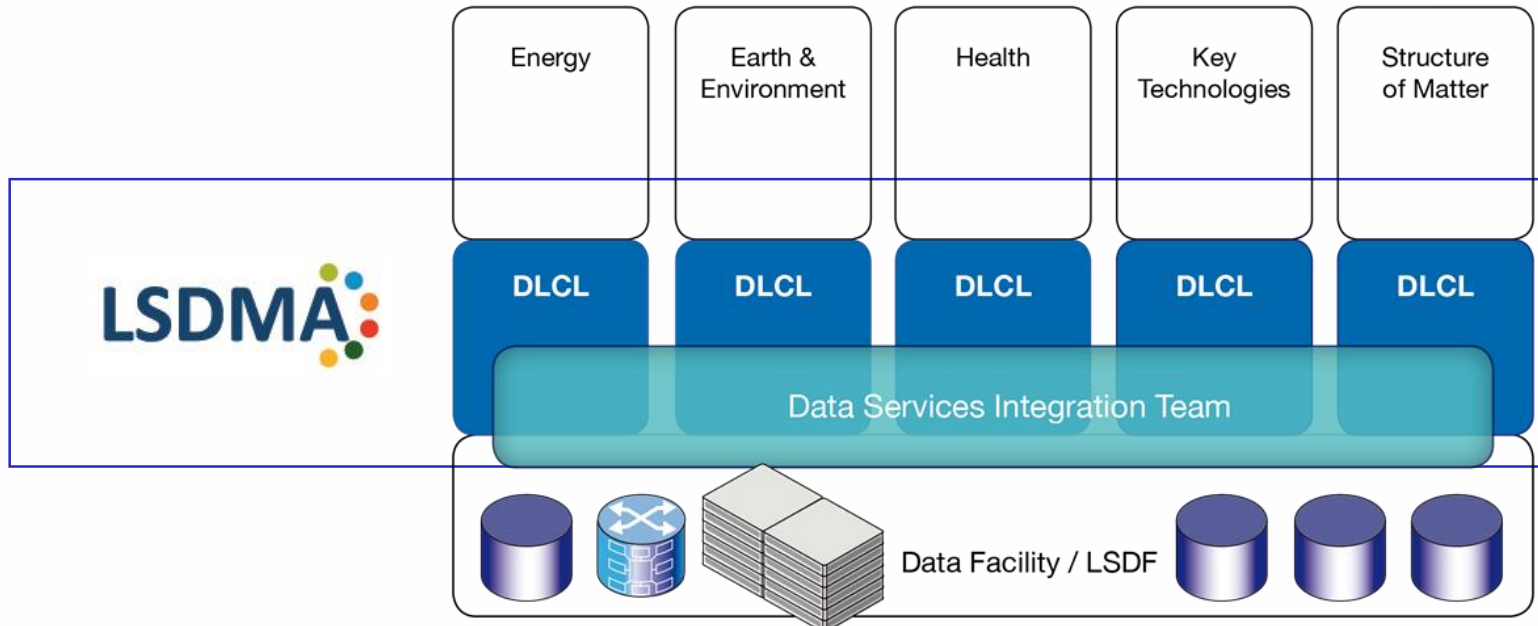 Energy
Earth &
Environment
Health
Key
Technologies
Structure
of Matter
LSDMA
DLCL
DLCL
DLCL
DLCL
DLCL
Data Services Integration Team
Data Facility / LSDF